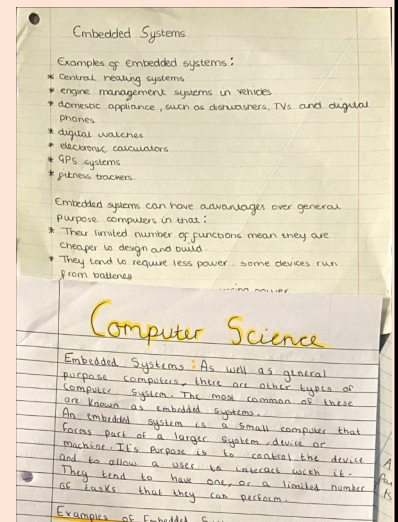 Embedded Systems
Examples of embedded systems:
* central heating systems
* engine management systems in vehicles
* domestic appliance, such as dishwashers, TVs and digital
phones
* digital watches
* electronic calculators
* GPS systems
* fitness trackers.
Embedded systems can have advantages over general
purpose computers in that:
* Their limited number of functions mean they are
cheaper to design and build.
* They tend to require less power. some devices run
from batteries
Computer Science
Embedded Systems: As well as general
purpose computers, there are other types of
computer system. The most common of these
are known as embdded systems.
An embedded system is a small computer that
forms part of a larger system, device or
machine. It's purpose is to control the device
and to allow a user to interact with it.
They tend to have one, or a limited number
of tasks that they can perform.
Examples of Embedded